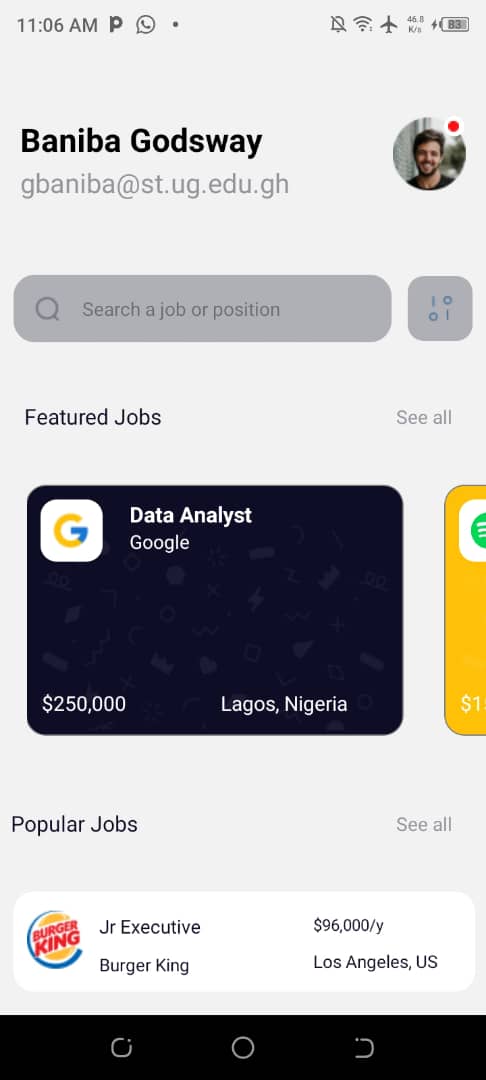 11:06 AM
46.8
K/s
83
Baniba Godsway
gbaniba@st.ug.edu.gh
Search a job or position
Featured Jobs
See all
Data Analyst
Google
$250,000
Lagos, Nigeria
Popular Jobs
See all
BURGER
KING
Jr Executive
$96,000/y
Burger King
Los Angeles, US